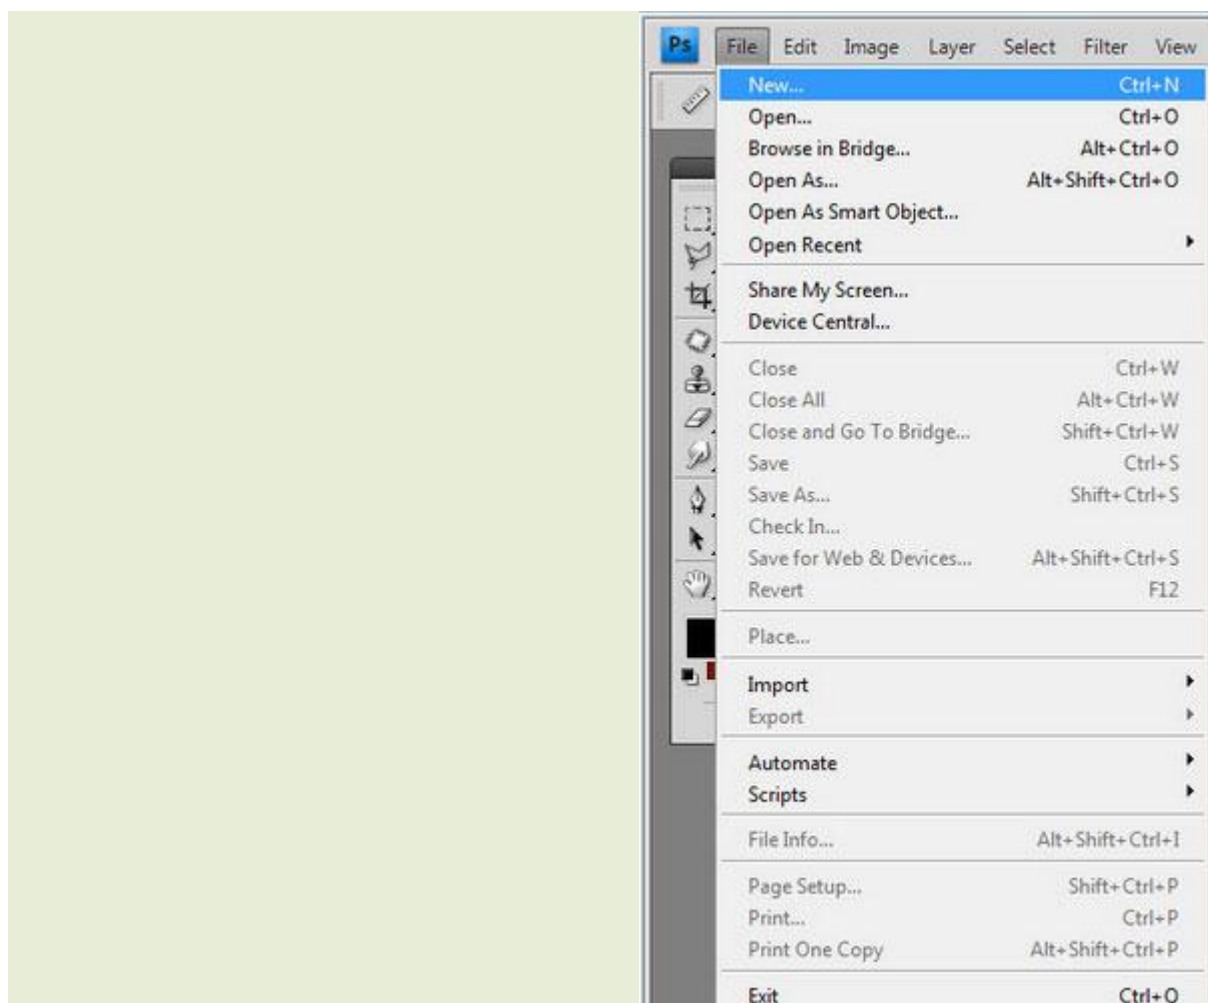 Ps File Edit Image Layer Select Filter View
New... Ctrl+N
Open... Ctrl+O
Browse in Bridge... Alt+Ctrl+O
Open As... Alt+Shift+Ctrl+O
Open As Smart Object...
Open Recent
Share My Screen...
Device Central...
Close Ctrl+W
Close All Alt+Ctrl+W
Close and Go To Bridge... Shift+Ctrl+W
Save Ctrl+S
Save As... Shift+Ctrl+S
Check In...
Save for Web & Devices... Alt+Shift+Ctrl+S
Revert F12
Place...
Import
Export
Automate
Scripts
File Info... Alt+Shift+Ctrl+I
Page Setup... Shift+Ctrl+P
Print... Ctrl+P
Print One Copy Alt+Shift+Ctrl+P
Exit Ctrl+Q